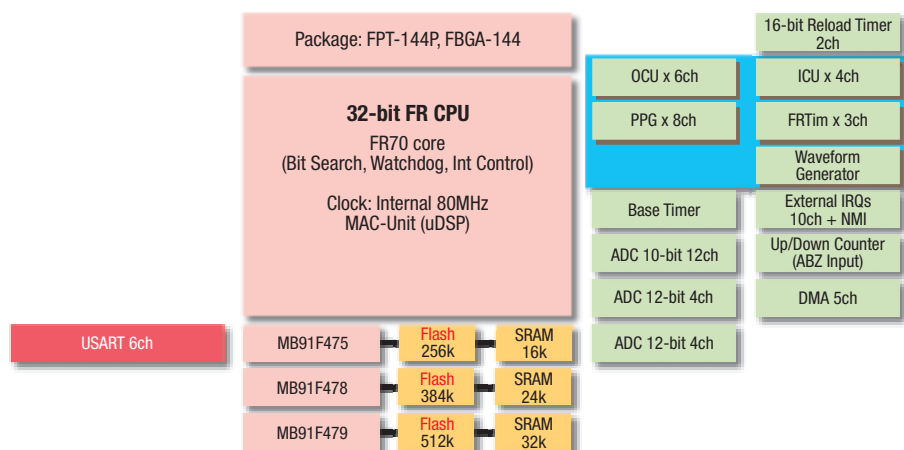 Package: FPT-144P, FBGA-144
32-bit FR CPU
FR70 core
(Bit Search, Watchdog, Int Control)
Clock: Internal 80MHz
MAC-Unit (uDSP)
16-bit Reload Timer
2ch
OCU x 6ch
ICU x 4ch
PPG x 8ch
FRTim x 3ch
Waveform
Generator
Base Timer
External IRQs
10ch + NMI
ADC 10-bit 12ch
Up/Down Counter
(ABZ Input)
ADC 12-bit 4ch
DMA 5ch
USART 6ch
MB91F475
Flash
256k
SRAM
16k
ADC 12-bit 4ch
MB91F478
Flash
384k
SRAM
24k
MB91F479
Flash
512k
SRAM
32k